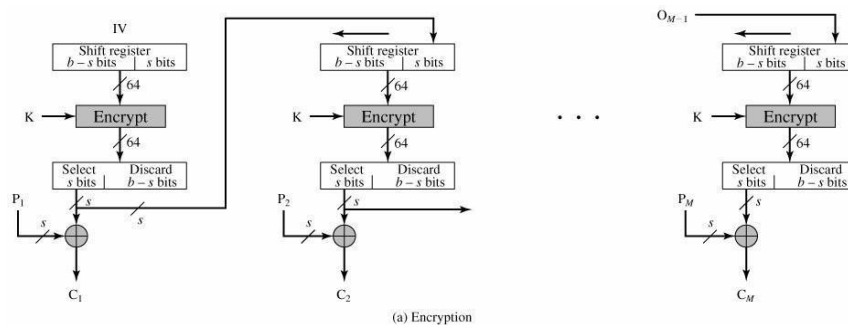 IV
Shift register
b – s bits | s bits
64
K
Encrypt
64
Select
s bits
Discard
b – s bits
P1
s
s
s
C1
Shift register
b – s bits | s bits
64
K
Encrypt
64
Select
s bits
Discard
b – s bits
P2
s
s
C2
. . .
OM−1
Shift register
b – s bits | s bits
64
K
Encrypt
64
Select
s bits
Discard
b – s bits
PM
s
s
CM
(a) Encryption